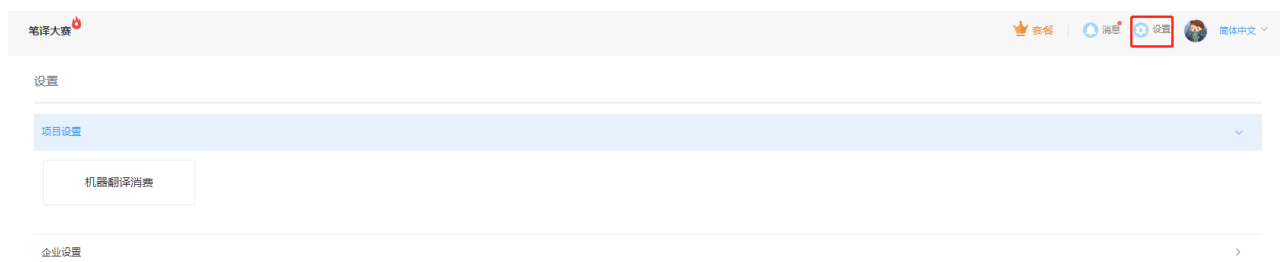 笔译大赛 套餐 消息 设置 简体中文
设置
项目设置
机器翻译消费
企业设置